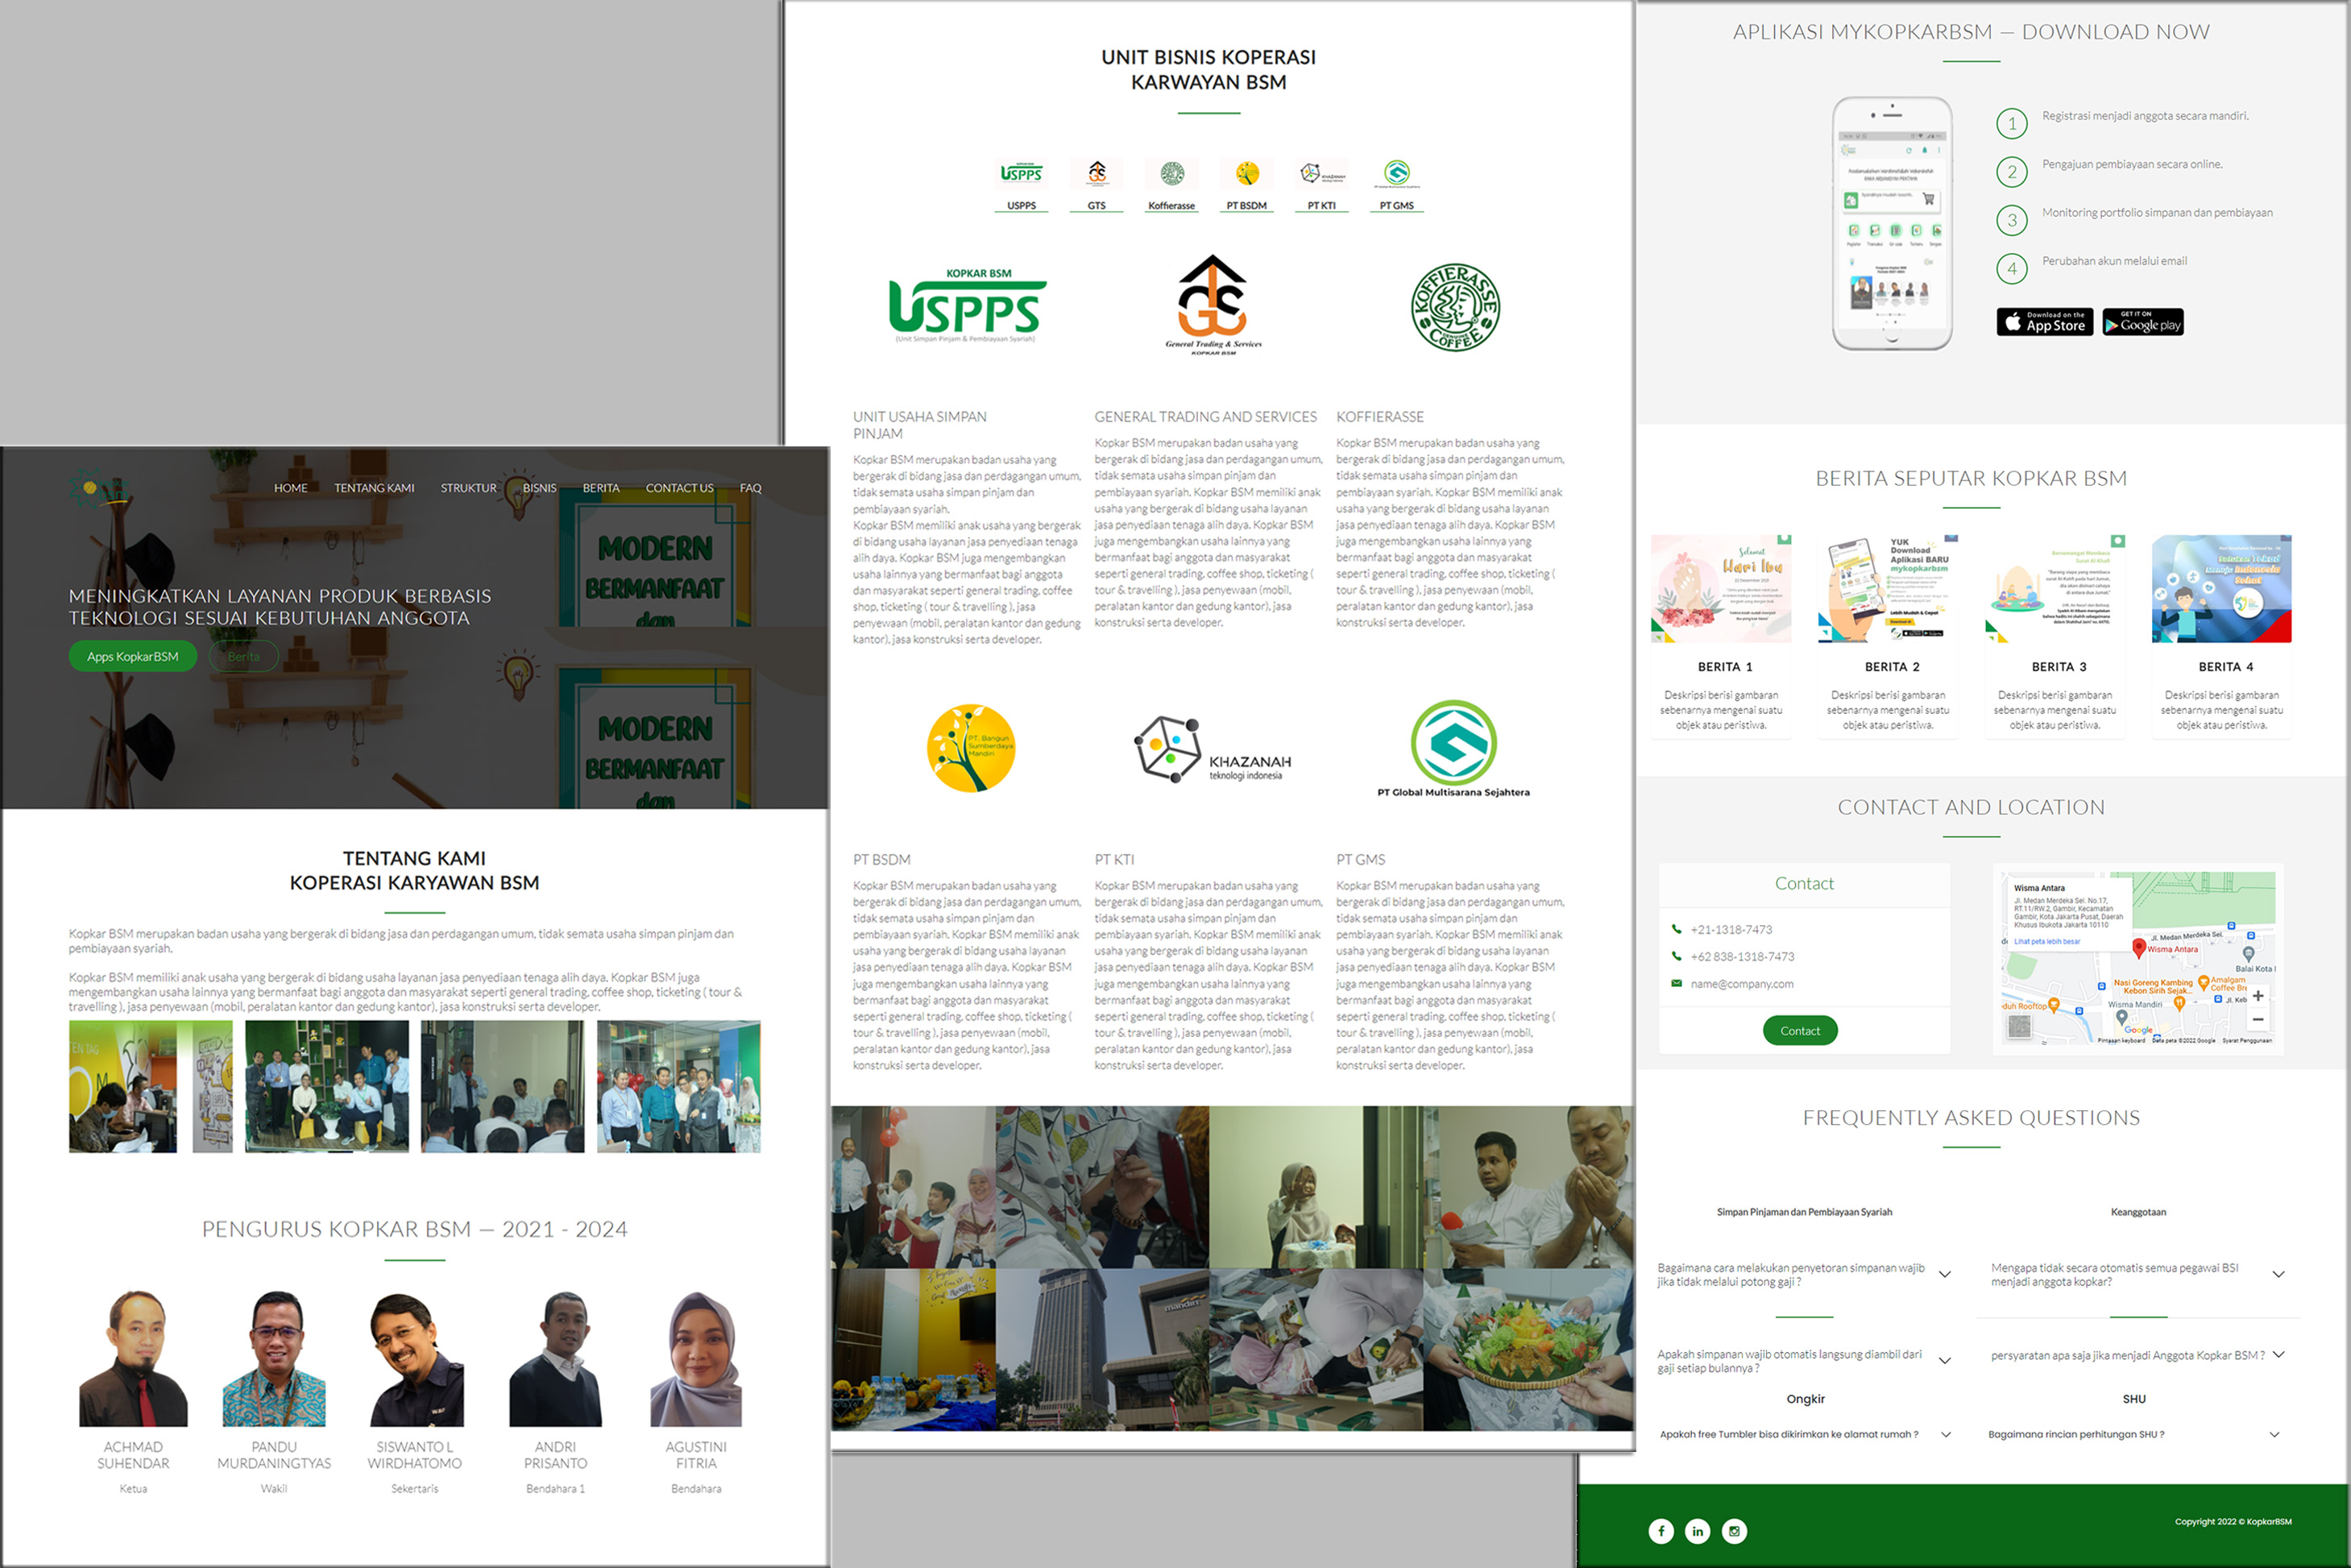 HOME TENTANG KAMI STRUKTUR BISNIS BERITA CONTACT US FAQ
MODERN
BERMANFAAT
dan
MENINGKATKAN LAYANAN PRODUK BERBASIS
TEKNOLOGI SESUAI KEBUTUHAN ANGGOTA
Apps KopkarBSM Berita
MODERN
BERMANFAAT
dan
TENTANG KAMI
KOPERASI KARYAWAN BSM
Kopkar BSM merupakan badan usaha yang bergerak di bidang jasa dan perdagangan umum, tidak semata usaha simpan pinjam dan
pembiayaan syariah.
Kopkar BSM memiliki anak usaha yang bergerak di bidang usaha layanan jasa penyediaan tenaga alih daya. Kopkar BSM juga
mengembangkan usaha lainnya yang bermanfaat bagi anggota dan masyarakat seperti general trading, coffee shop, ticketing ( tour &
travelling ), jasa penyewaan (mobil, peralatan kantor dan gedung kantor), jasa konstruksi serta developer.
PENGURUS KOPKAR BSM — 2021 - 2024
ACHMAD
SUHENDAR
Ketua
PANDU
MURDANINGTYAS
Wakil
SISWANTO L
WIRDHATOMO
Sekertaris
ANDRI
PRISANTO
Bendahara 1
AGUSTINI
FITRIA
Bendahara
UNIT BISNIS KOPERASI
KARWAYAN BSM
USPPS GTS Koffierasse PT BSDM PT KTI PT GMS
KOPKAR BSM
USPPS
(Unit Simpan Pinjam & Pembiayaan Syariah)
General Trading & Services
KOPKAR BSM
KOFFIERASSE
GENUINE
COFFEE
UNIT USAHA SIMPAN
PINJAM
Kopkar BSM merupakan badan usaha yang
bergerak di bidang jasa dan perdagangan umum,
tidak semata usaha simpan pinjam dan
pembiayaan syariah.
Kopkar BSM memiliki anak usaha yang bergerak
di bidang usaha layanan jasa penyediaan tenaga
alih daya. Kopkar BSM juga mengembangkan
usaha lainnya yang bermanfaat bagi anggota
dan masyarakat seperti general trading, coffee
shop, ticketing ( tour & travelling ), jasa
penyewaan (mobil, peralatan kantor dan gedung
kantor), jasa konstruksi serta developer.
GENERAL TRADING AND SERVICES
Kopkar BSM merupakan badan usaha yang
bergerak di bidang jasa dan perdagangan umum,
tidak semata usaha simpan pinjam dan
pembiayaan syariah. Kopkar BSM memiliki anak
usaha yang bergerak di bidang usaha layanan
jasa penyediaan tenaga alih daya. Kopkar BSM
juga mengembangkan usaha lainnya yang
bermanfaat bagi anggota dan masyarakat
seperti general trading, coffee shop, ticketing (
tour & travelling ), jasa penyewaan (mobil,
peralatan kantor dan gedung kantor), jasa
konstruksi serta developer.
KOFFIERASSE
Kopkar BSM merupakan badan usaha yang
bergerak di bidang jasa dan perdagangan umum,
tidak semata usaha simpan pinjam dan
pembiayaan syariah. Kopkar BSM memiliki anak
usaha yang bergerak di bidang usaha layanan
jasa penyediaan tenaga alih daya. Kopkar BSM
juga mengembangkan usaha lainnya yang
bermanfaat bagi anggota dan masyarakat
seperti general trading, coffee shop, ticketing (
tour & travelling ), jasa penyewaan (mobil,
peralatan kantor dan gedung kantor), jasa
konstruksi serta developer.
PT. Bangun
Sumberdaya
Mandiri
KHAZANAH
teknologi indonesia
PT Global Multisarana Sejahtera
PT BSDM
Kopkar BSM merupakan badan usaha yang
bergerak di bidang jasa dan perdagangan umum,
tidak semata usaha simpan pinjam dan
pembiayaan syariah. Kopkar BSM memiliki anak
usaha yang bergerak di bidang usaha layanan
jasa penyediaan tenaga alih daya. Kopkar BSM
juga mengembangkan usaha lainnya yang
bermanfaat bagi anggota dan masyarakat
seperti general trading, coffee shop, ticketing (
tour & travelling ), jasa penyewaan (mobil,
peralatan kantor dan gedung kantor), jasa
konstruksi serta developer.
PT KTI
Kopkar BSM merupakan badan usaha yang
bergerak di bidang jasa dan perdagangan umum,
tidak semata usaha simpan pinjam dan
pembiayaan syariah. Kopkar BSM memiliki anak
usaha yang bergerak di bidang usaha layanan
jasa penyediaan tenaga alih daya. Kopkar BSM
juga mengembangkan usaha lainnya yang
bermanfaat bagi anggota dan masyarakat
seperti general trading, coffee shop, ticketing (
tour & travelling ), jasa penyewaan (mobil,
peralatan kantor dan gedung kantor), jasa
konstruksi serta developer.
PT GMS
Kopkar BSM merupakan badan usaha yang
bergerak di bidang jasa dan perdagangan umum,
tidak semata usaha simpan pinjam dan
pembiayaan syariah. Kopkar BSM memiliki anak
usaha yang bergerak di bidang usaha layanan
jasa penyediaan tenaga alih daya. Kopkar BSM
juga mengembangkan usaha lainnya yang
bermanfaat bagi anggota dan masyarakat
seperti general trading, coffee shop, ticketing (
tour & travelling ), jasa penyewaan (mobil,
peralatan kantor dan gedung kantor), jasa
konstruksi serta developer.
mandiri
APLIKASI MYKOPKARBSM — DOWNLOAD NOW
1 Registrasi menjadi anggota secara mandiri.
2 Pengajuan pembiayaan secara online.
3 Monitoring portfolio simpanan dan pembiayaan
4 Perubahan akun melalui email
Download on the
App Store
GET IT ON
Google play
BERITA SEPUTAR KOPKAR BSM
Selamat
Hari Ibu
YUK
Download
Aplikasi BARU
mykopkarbsm
Lebih Mudah & Cepat
BERITA 1
Deskripsi berisi gambaran
sebenarnya mengenai suatu
objek atau peristiwa.
BERITA 2
Deskripsi berisi gambaran
sebenarnya mengenai suatu
objek atau peristiwa.
BERITA 3
Deskripsi berisi gambaran
sebenarnya mengenai suatu
objek atau peristiwa.
BERITA 4
Deskripsi berisi gambaran
sebenarnya mengenai suatu
objek atau peristiwa.
CONTACT AND LOCATION
Contact
+21-1318-7473
+62 838-1318-7473
name@company.com
Contact
Wisma Antara
Jl. Medan Merdeka Sel. No.17,
RT.11/RW.2, Gambir, Kecamatan
Gambir, Kota Jakarta Pusat, Daerah
Khusus Ibukota Jakarta 10110
Lihat peta lebih besar
Jl. Medan Merdeka Sel.
Wisma Antara
Balai Kota
Nasi Goreng Kambing
Kebon Sirih Sejak...
Amalgam
Coffee Br
Jl. Keb
duh Rooftop
Wisma Mandiri
Google
Pintasan keyboard Data peta ©2022 Google Syarat Penggunaan
FREQUENTLY ASKED QUESTIONS
Simpan Pinjaman dan Pembiayaan Syariah
Bagaimana cara melakukan penyetoran simpanan wajib
jika tidak melalui potong gaji ?
Apakah simpanan wajib otomatis langsung diambil dari
gaji setiap bulannya ?
Keanggotaan
Mengapa tidak secara otomatis semua pegawai BSI
menjadi anggota kopkar?
persyaratan apa saja jika menjadi Anggota Kopkar BSM ?
Ongkir
Apakah free Tumbler bisa dikirimkan ke alamat rumah ?
SHU
Bagaimana rincian perhitungan SHU ?
Copyright 2022 © KopkarBSM